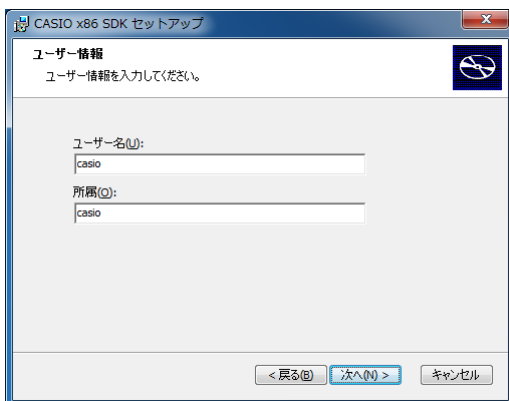 CASIO x86 SDK セットアップ
ユーザー情報
ユーザー情報を入力してください。
ユーザー名(U):
casio
所属(O):
casio
< 戻る(B) 次へ(N) > キャンセル